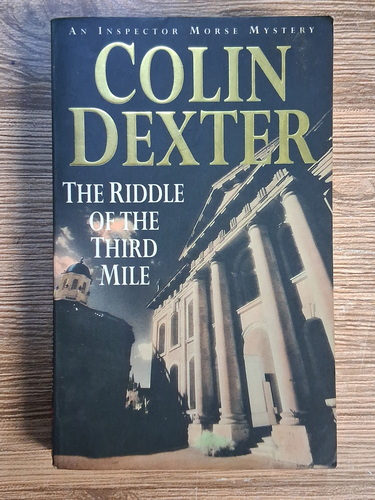 AN INSPECTOR MORSE MYSTERY
COLIN
DEXTER
THE RIDDLE
OF THE
THIRD
MILE